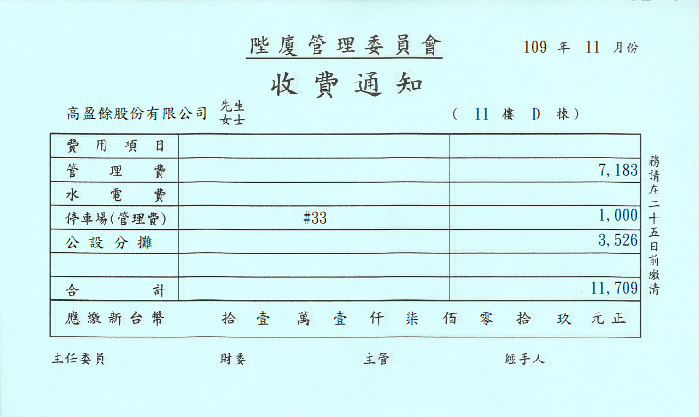 陛廈管理委員會
109 年 11 月份
收費通知
高盈餘股份有限公司 先生
女士
( 11 樓 D 棟 )
費用項目
管理費 7,183
水電費
停車場(管理費) #33 1,000
公設分攤 3,526
合計 11,709
應繳新台幣 拾 壹 萬 壹 仟 柒 佰 零 拾 玖 元正
務請在二十五日前繳清
主任委員 財委 主管 經手人